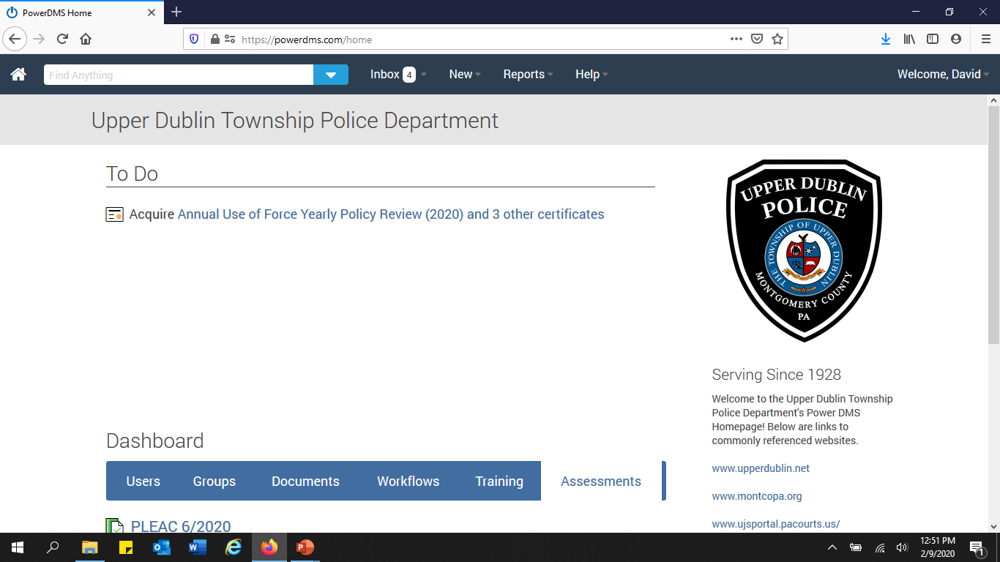 PowerDMS Home
https://powerdms.com/home
Find Anything
Inbox 4
New
Reports
Help
Welcome, David
Upper Dublin Township Police Department
To Do
Acquire Annual Use of Force Yearly Policy Review (2020) and 3 other certificates
UPPER DUBLIN
POLICE
THE TOWNSHIP OF UPPER DUBLIN
MONTGOMERY COUNTY
PA
Serving Since 1928
Welcome to the Upper Dublin Township
Police Department's Power DMS
Homepage! Below are links to
commonly referenced websites.
www.upperdublin.net
www.montcopa.org
www.ujsportal.pacourts.us/
Dashboard
Users
Groups
Documents
Workflows
Training
Assessments
PLEAC 6/2020
12:51 PM
2/9/2020
1